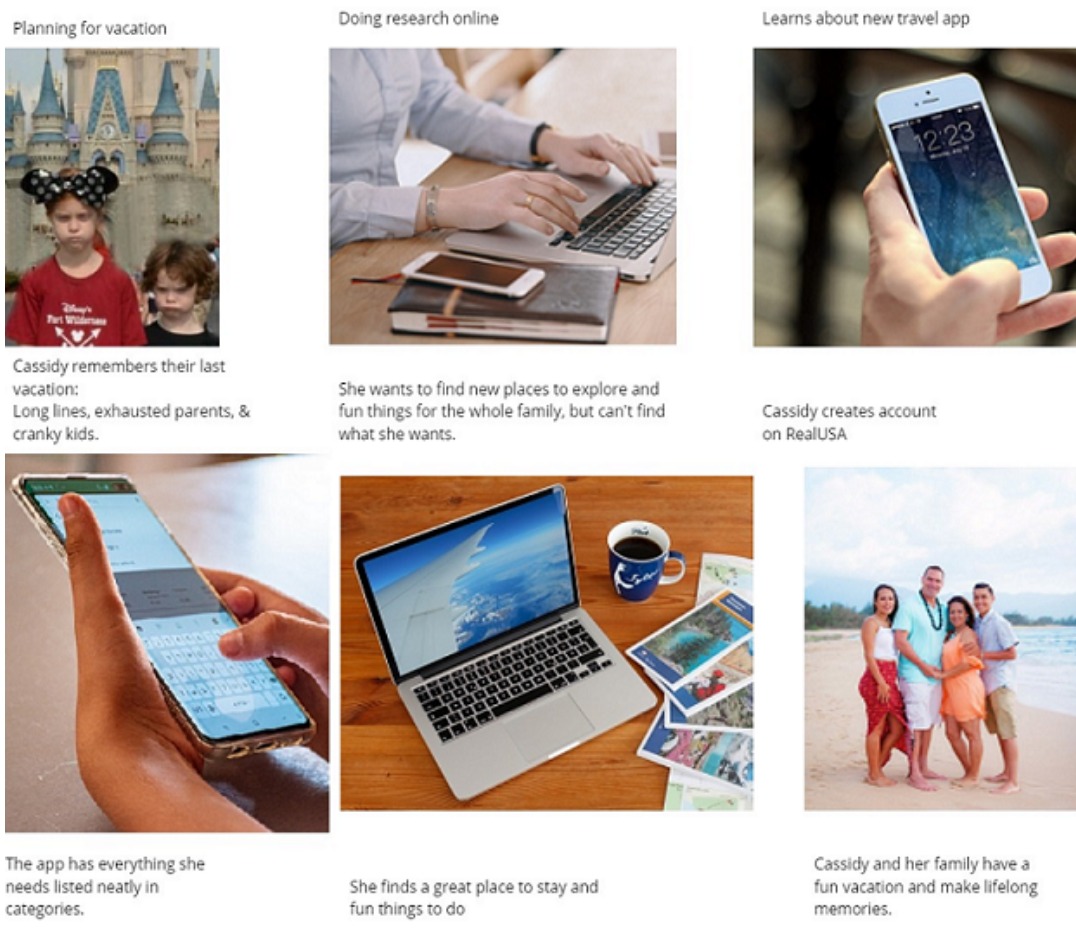 Planning for vacation
Doing research online
Learns about new travel app
Disney's
Fort Wilderness
12:23
Cassidy remembers their last
vacation:
Long lines, exhausted parents, &
cranky kids.
She wants to find new places to explore and
fun things for the whole family, but can't find
what she wants.
Cassidy creates account
on RealUSA
The app has everything she
needs listed neatly in
categories.
She finds a great place to stay and
fun things to do
Cassidy and her family have a
fun vacation and make lifelong
memories.